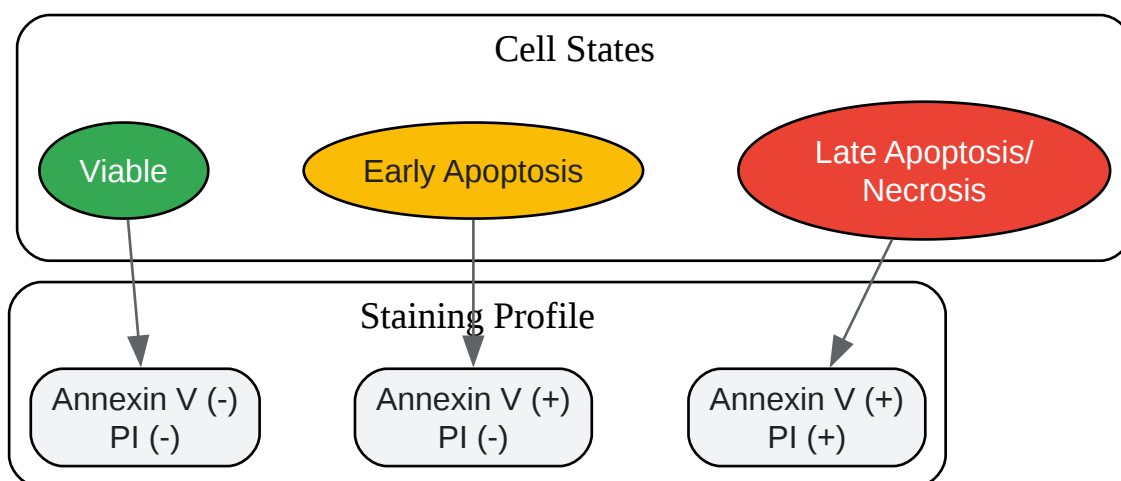 Cell States
Viable
Early Apoptosis
Late Apoptosis/
Necrosis
Staining Profile
Annexin V (-)
PI (-)
Annexin V (+)
PI (-)
Annexin V (+)
PI (+)